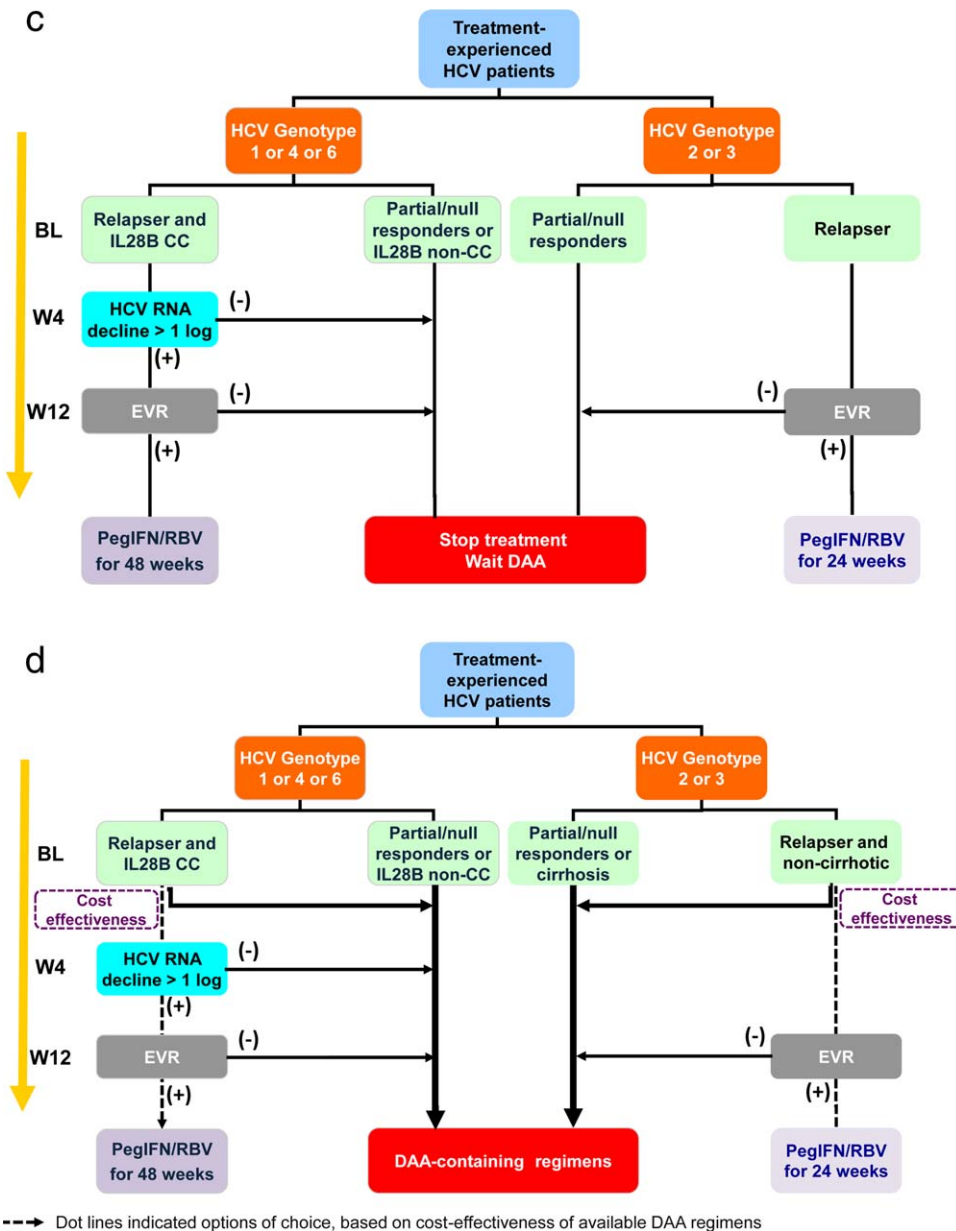 c
Treatment-
experienced
HCV patients
HCV Genotype
1 or 4 or 6
HCV Genotype
2 or 3
BL
Relapser and
IL28B CC
Partial/null
responders or
IL28B non-CC
Partial/null
responders
Relapser
W4
HCV RNA
decline > 1 log
(-)
(+)
W12
EVR
(-)
(-)
EVR
(+)
(+)
PegIFN/RBV
for 48 weeks
Stop treatment
Wait DAA
PegIFN/RBV
for 24 weeks
d
Treatment-
experienced
HCV patients
HCV Genotype
1 or 4 or 6
HCV Genotype
2 or 3
BL
Relapser and
IL28B CC
Partial/null
responders or
IL28B non-CC
Partial/null
responders or
cirrhosis
Relapser and
non-cirrhotic
Cost
effectiveness
Cost
effectiveness
W4
HCV RNA
decline > 1 log
(-)
(+)
W12
EVR
(-)
(-)
EVR
(+)
(+)
PegIFN/RBV
for 48 weeks
DAA-containing regimens
PegIFN/RBV
for 24 weeks
Dot lines indicated options of choice, based on cost-effectiveness of available DAA regimens